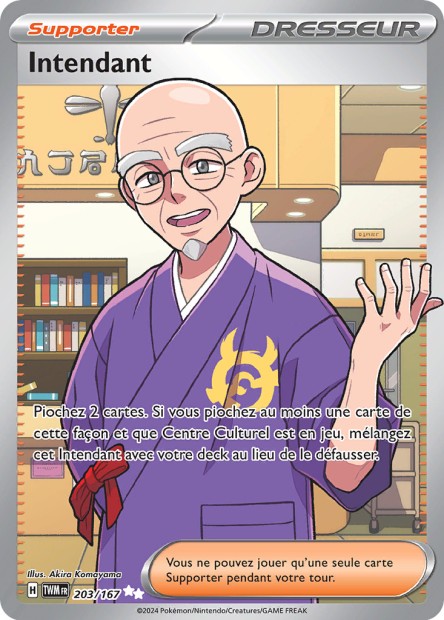 Supporter
DRESSEUR
Intendant
Piochez 2 cartes. Si vous piochez au moins une carte de
cette façon et que Centre Culturel est en jeu, mélangez
cet Intendant avec votre deck au lieu de le défausser.
Vous ne pouvez jouer qu'une seule carte
Supporter pendant votre tour.
Illus. Akira Komayama
H TWM FR 203/167
©2024 Pokémon/Nintendo/Creatures/GAME FREAK